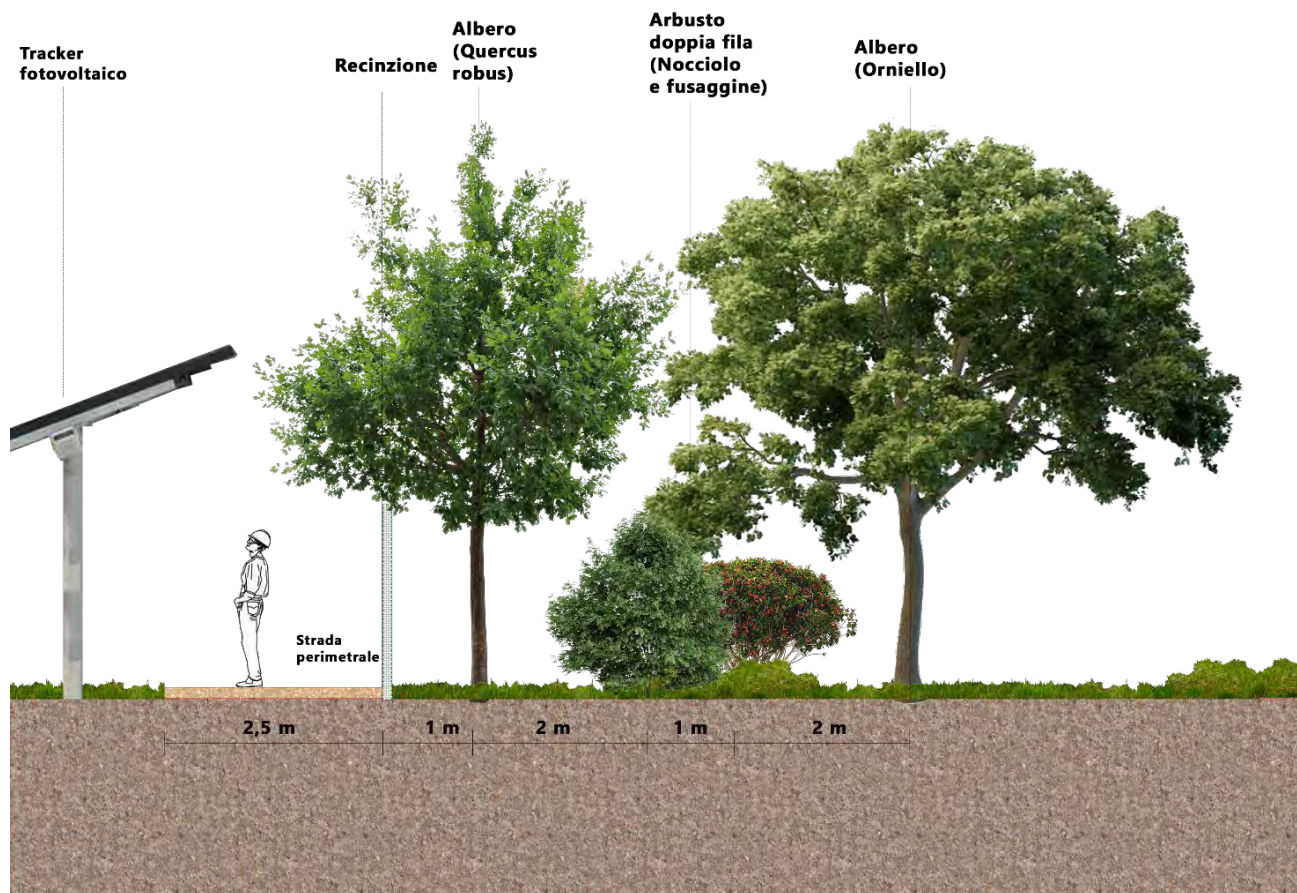 Tracker
fotovoltaico
Recinzione
Albero
(Quercus
robus)
Arbusto
doppia fila
(Nocciolo
e fusaggine)
Albero
(Orniello)
Strada
perimetrale
2,5 m
1 m
2 m
1 m
2 m